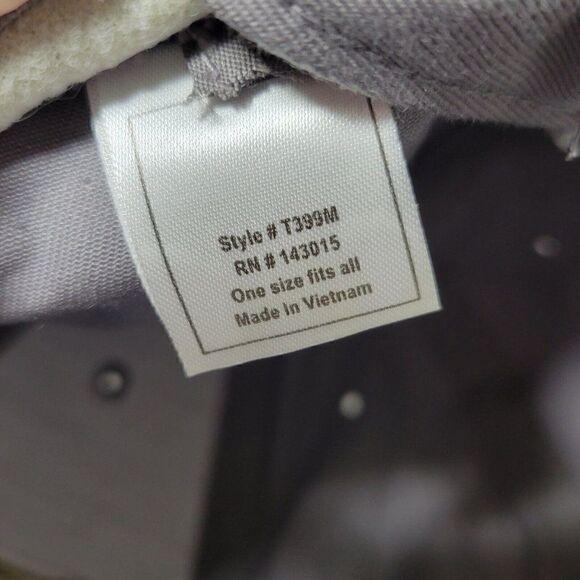 Style # T399M
RN # 143015
One size fits all
Made In Vietnam